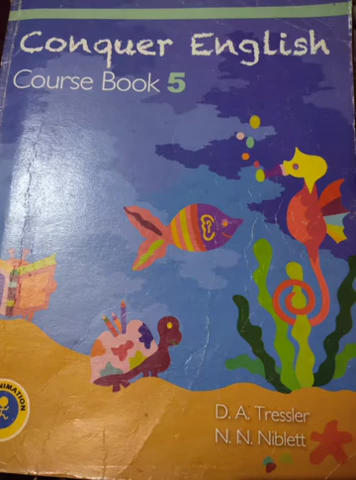 Conquer English
Course Book 5
D. A. Tressler
N. N. Niblett